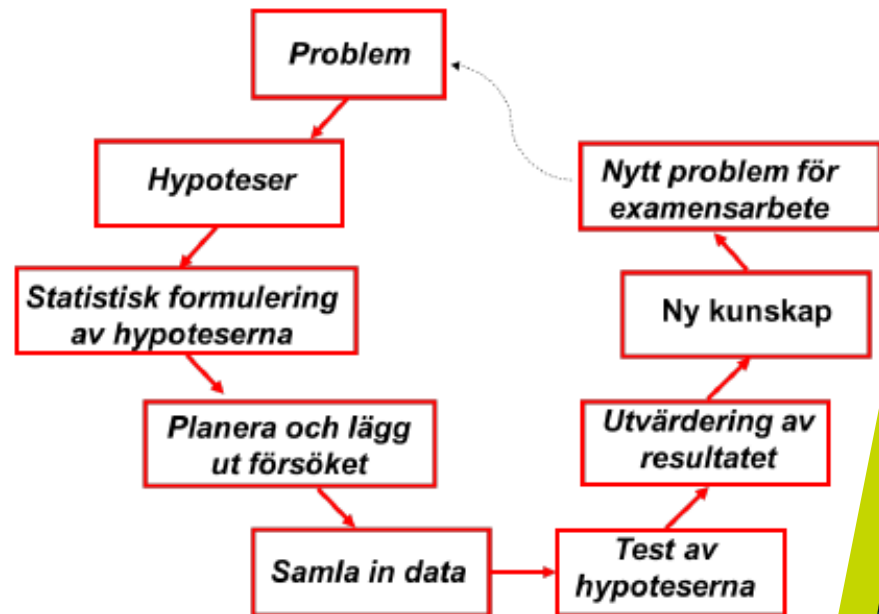 Problem
Hypoteser
Statistisk formulering
av hypoteserna
Planera och lägg
ut försöket
Samla in data
Test av
hypoteserna
Utvärdering av
resultatet
Ny kunskap
Nytt problem för
examensarbete